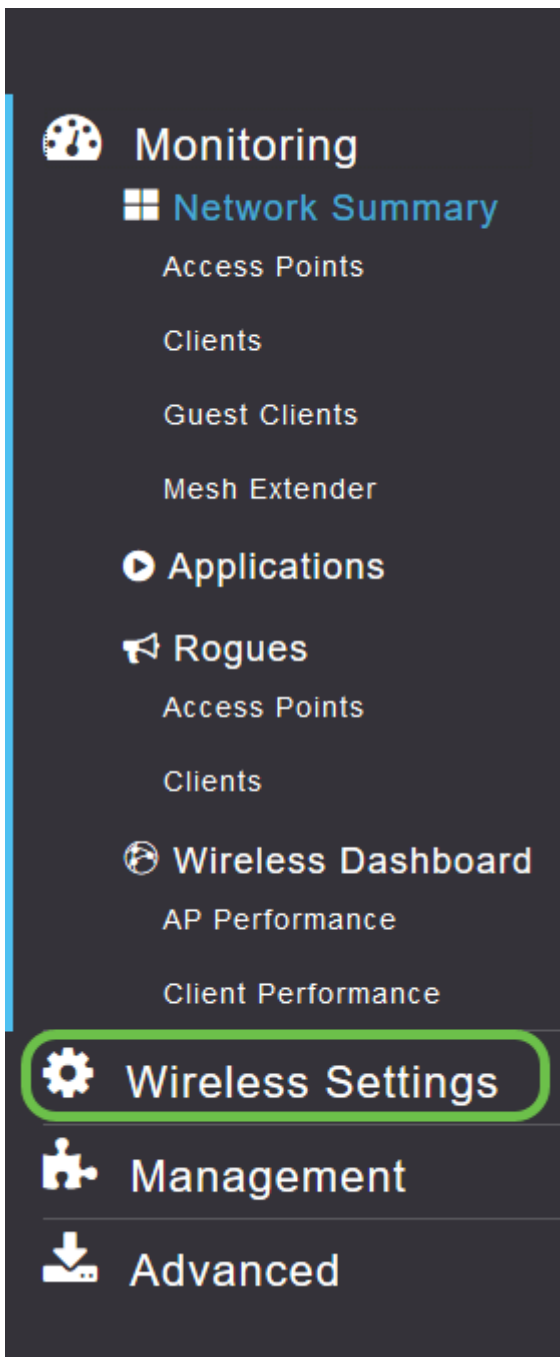 Monitoring
Network Summary
Access Points
Clients
Guest Clients
Mesh Extender
Applications
Rogues
Access Points
Clients
Wireless Dashboard
AP Performance
Client Performance
Wireless Settings
Management
Advanced